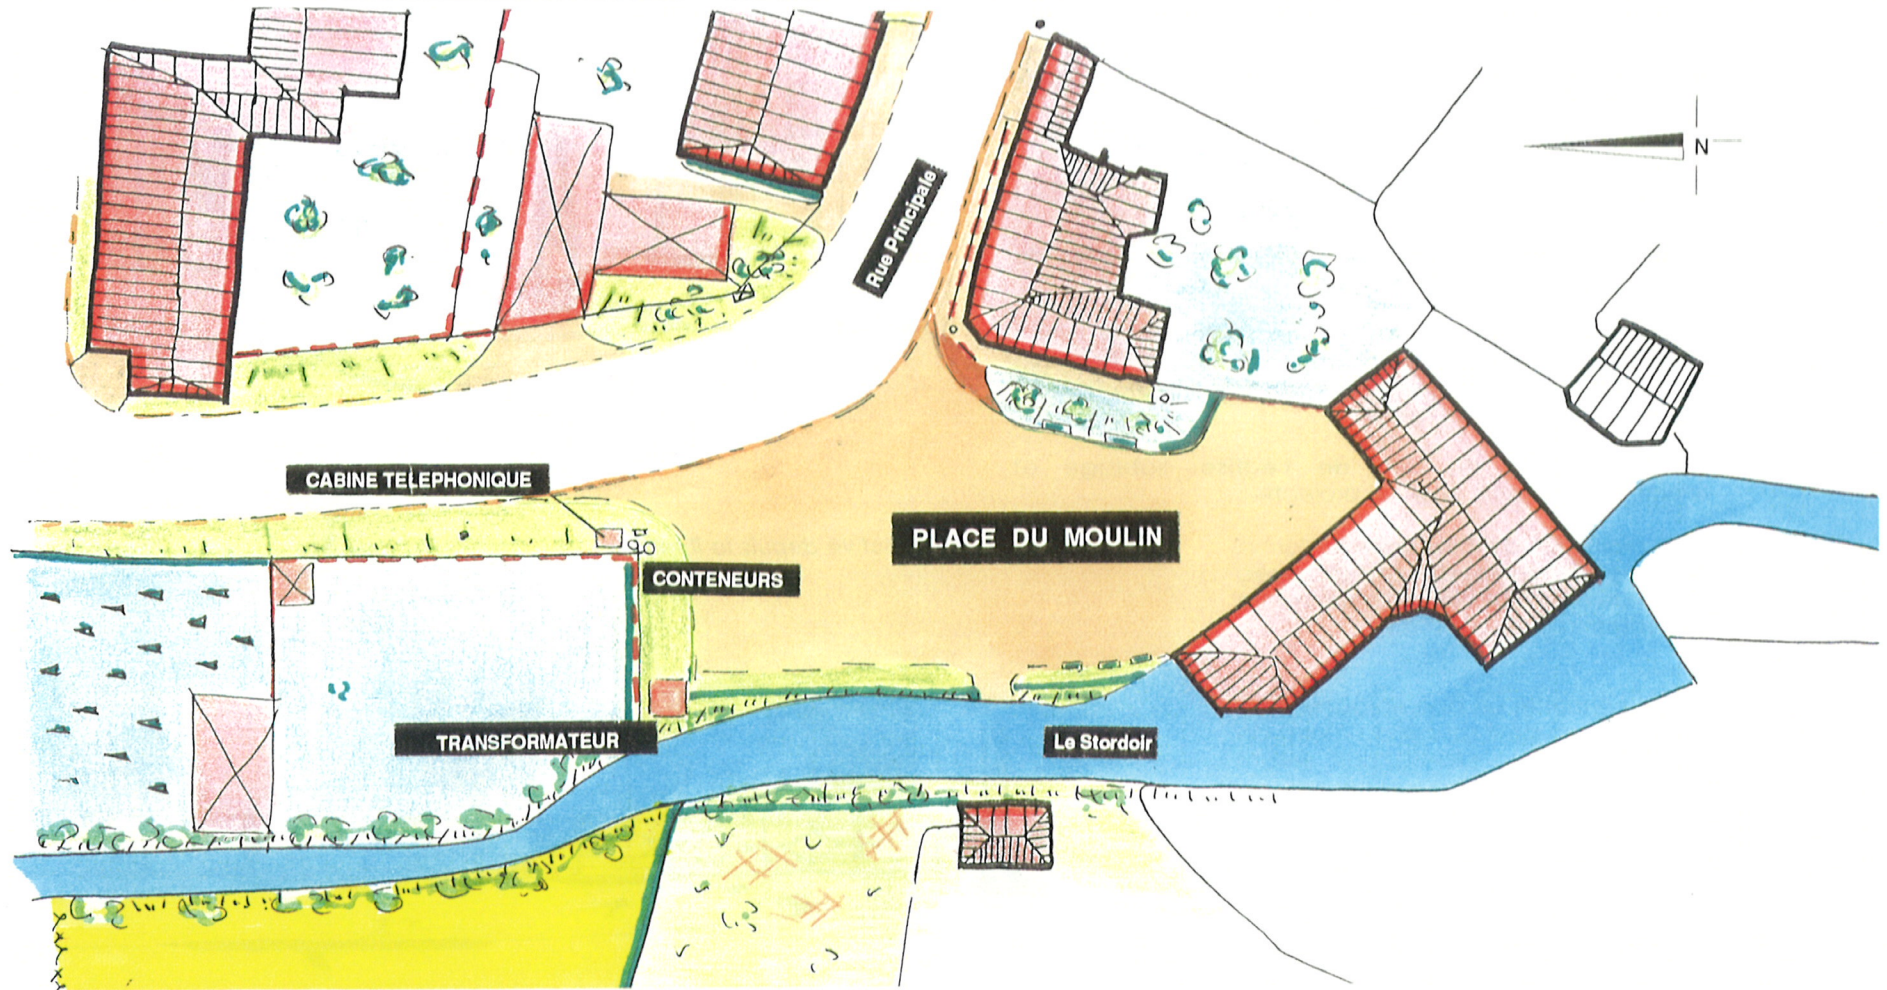 N
Rue Principale
CABINE TELEPHONIQUE
PLACE DU MOULIN
CONTENEURS
TRANSFORMATEUR
Le Stordoir